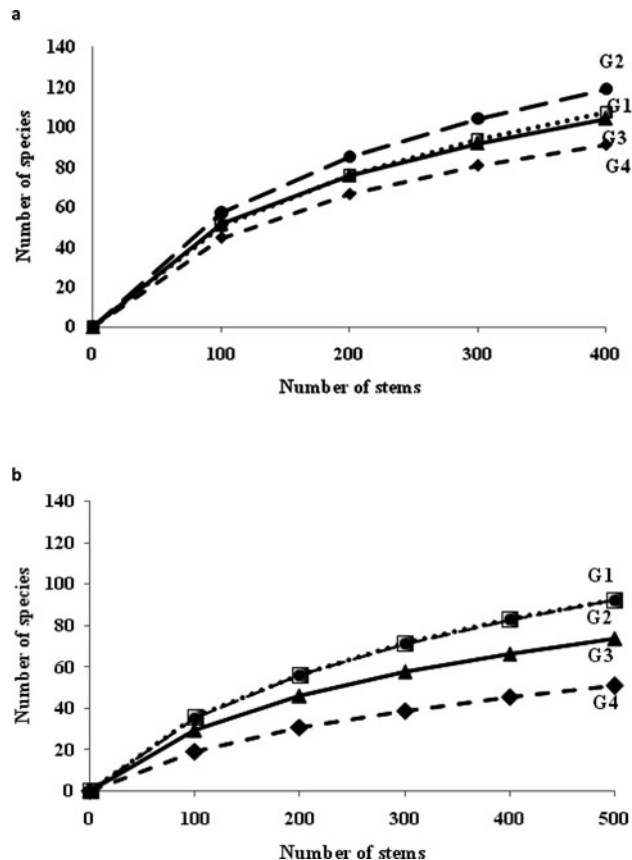 a
140
120
100
80
60
40
20
0
Number of species
G2
G1
G3
G4
0 100 200 300 400
Number of stems
b
140
120
100
80
60
40
20
0
Number of species
G1
G2
G3
G4
0 100 200 300 400 500
Number of stems